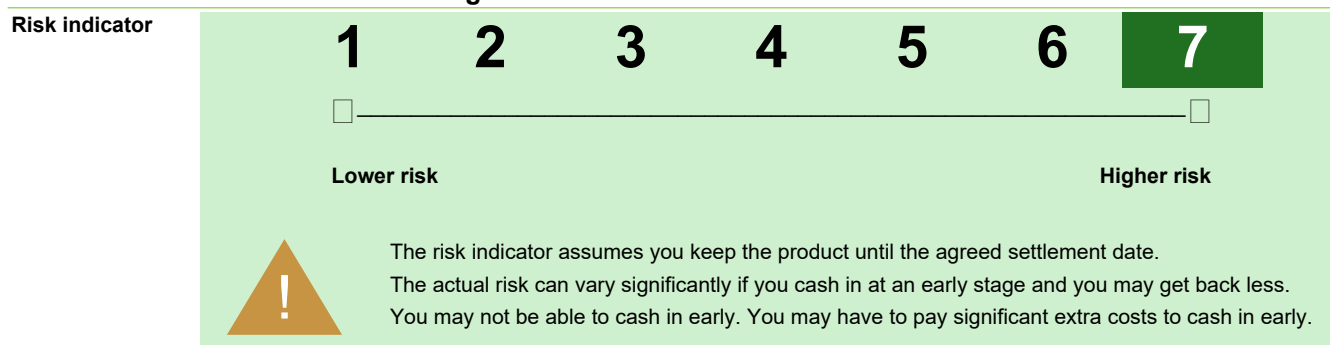 Risk indicator
1 2 3 4 5 6 7
Lower risk Higher risk
!
The risk indicator assumes you keep the product until the agreed settlement date.
The actual risk can vary significantly if you cash in at an early stage and you may get back less.
You may not be able to cash in early. You may have to pay significant extra costs to cash in early.